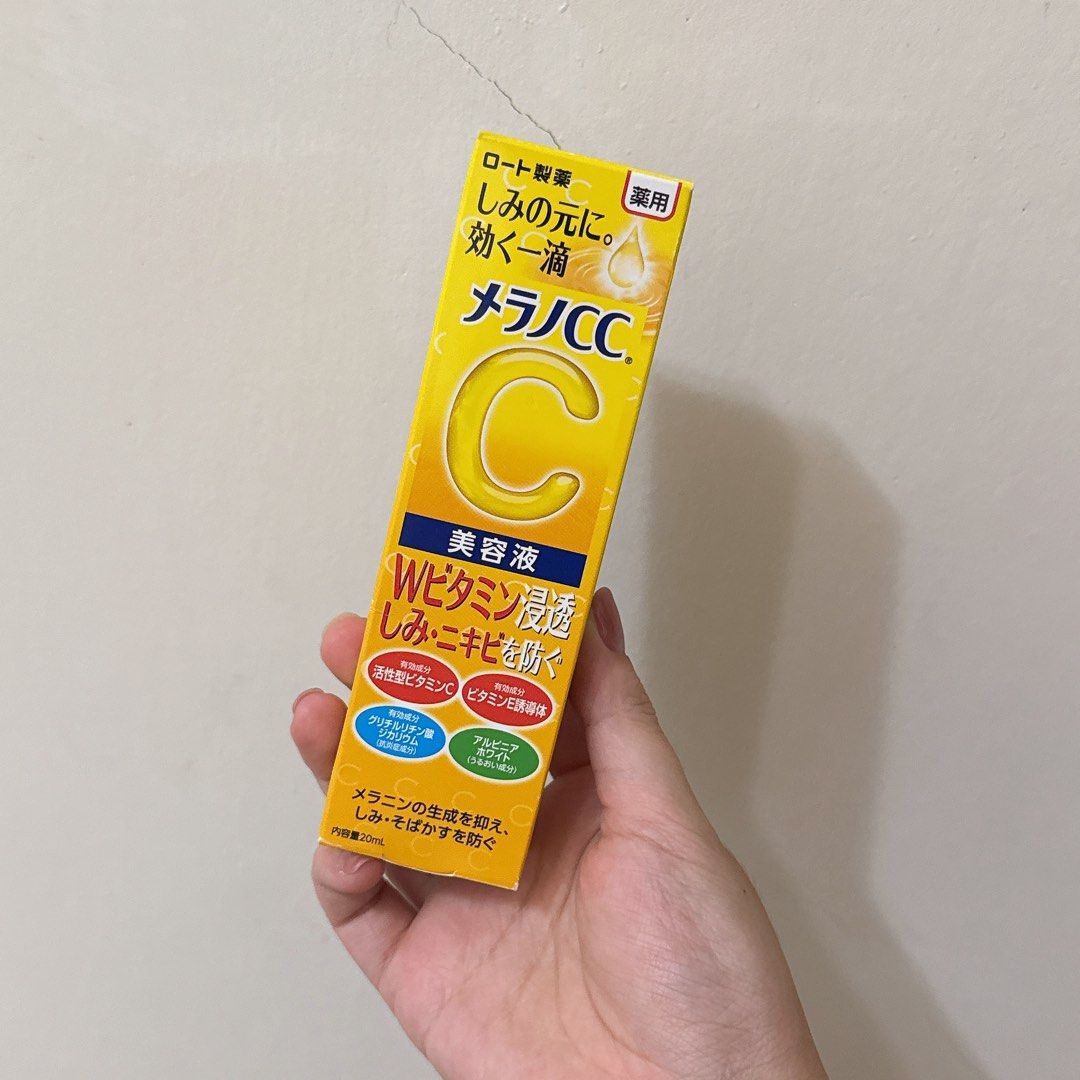 ロート製薬
薬用
しみの元に。
効く一滴
メラノCC®
C
美容液
Wビタミン浸透
しみ・ニキビを防ぐ
有効成分
活性型ビタミンC
有効成分
ビタミンE誘導体
有効成分
グリチルリチン酸
ジカリウム
(抗炎症成分)
アルピニア
ホワイト
(うるおい成分)
メラニンの生成を抑え、
しみ・そばかすを防ぐ
内容量20mL